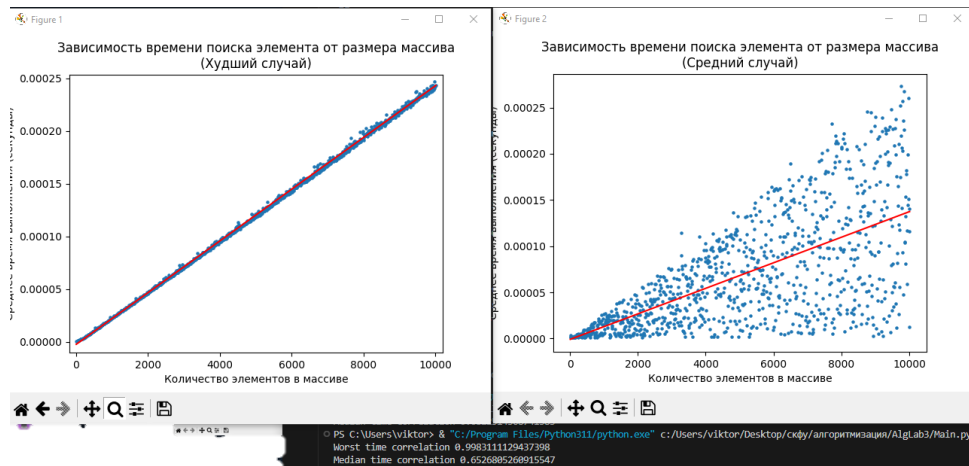 Figure 1
Зависимость времени поиска элемента от размера массива
(Худший случай)
0.00025
0.00020
0.00015
0.00010
0.00005
0.00000
0 2000 4000 6000 8000 10000
Количество элементов в массиве
Figure 2
Зависимость времени поиска элемента от размера массива
(Средний случай)
0.00025
0.00020
0.00015
0.00010
0.00005
0.00000
Среднее время выполнения (секунды)
0 2000 4000 6000 8000 10000
Количество элементов в массиве
PS C:\Users\viktor> & "C:/Program Files/Python311/python.exe" c:/Users/viktor/Desktop/скфу/алгоритмизация/AlgLab3/Main.py
Worst time correlation 0.9983111129437398
Median time correlation 0.6526805260915547